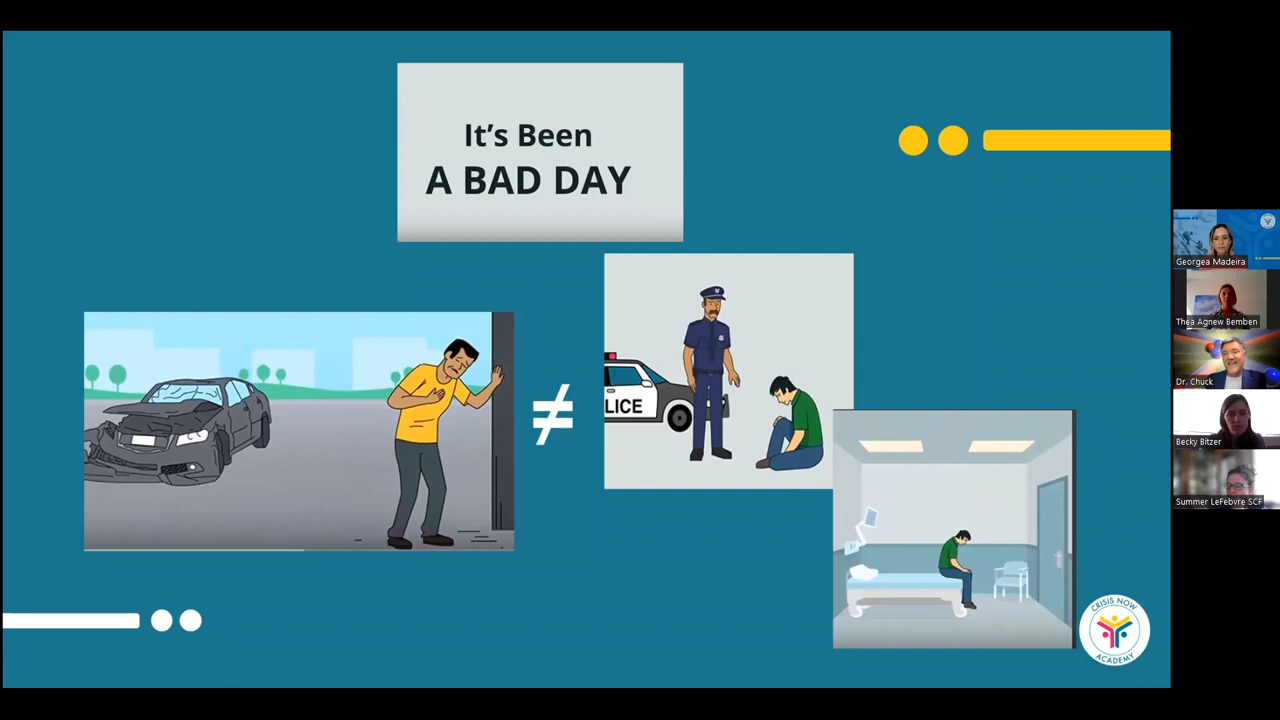 It's Been
A BAD DAY
≠
LICE
CRISIS NOW
ACADEMY
Georgea Madeira
Thea Agnew Bemben
Dr. Chuck
Becky Bitzer
Summer LeFebvre SCF